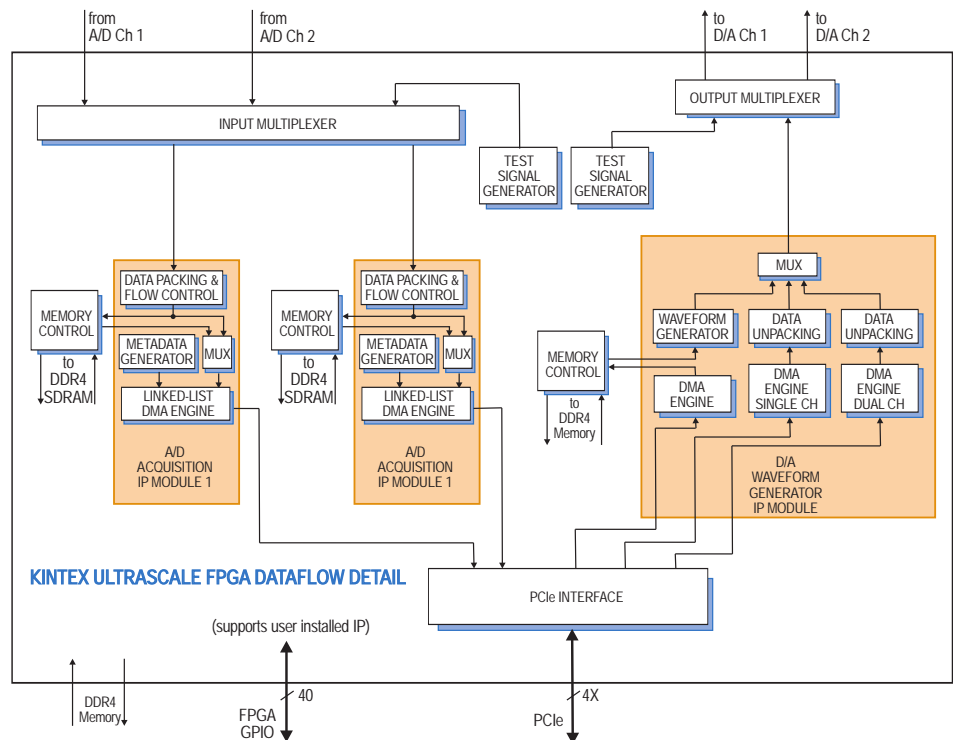 from
A/D Ch 1
from
A/D Ch 2
to
D/A Ch 1
to
D/A Ch 2
INPUT MULTIPLEXER
OUTPUT MULTIPLEXER
TEST
SIGNAL
GENERATOR
TEST
SIGNAL
GENERATOR
DATA PACKING &
FLOW CONTROL
MEMORY
CONTROL
METADATA
GENERATOR
MUX
to
DDR4
SDRAM
LINKED-LIST
DMA ENGINE
A/D
ACQUISITION
IP MODULE 1
DATA PACKING &
FLOW CONTROL
MEMORY
CONTROL
METADATA
GENERATOR
MUX
to
DDR4
SDRAM
LINKED-LIST
DMA ENGINE
A/D
ACQUISITION
IP MODULE 1
MUX
WAVEFORM
GENERATOR
DATA
UNPACKING
DATA
UNPACKING
MEMORY
CONTROL
to
DDR4
Memory
DMA
ENGINE
DMA
ENGINE
SINGLE CH
DMA
ENGINE
DUAL CH
D/A
WAVEFORM
GENERATOR
IP MODULE
KINTEX ULTRASCALE FPGA DATAFLOW DETAIL
PCIe INTERFACE
(supports user installed IP)
DDR4
Memory
40
FPGA
GPIO
4X
PCIe